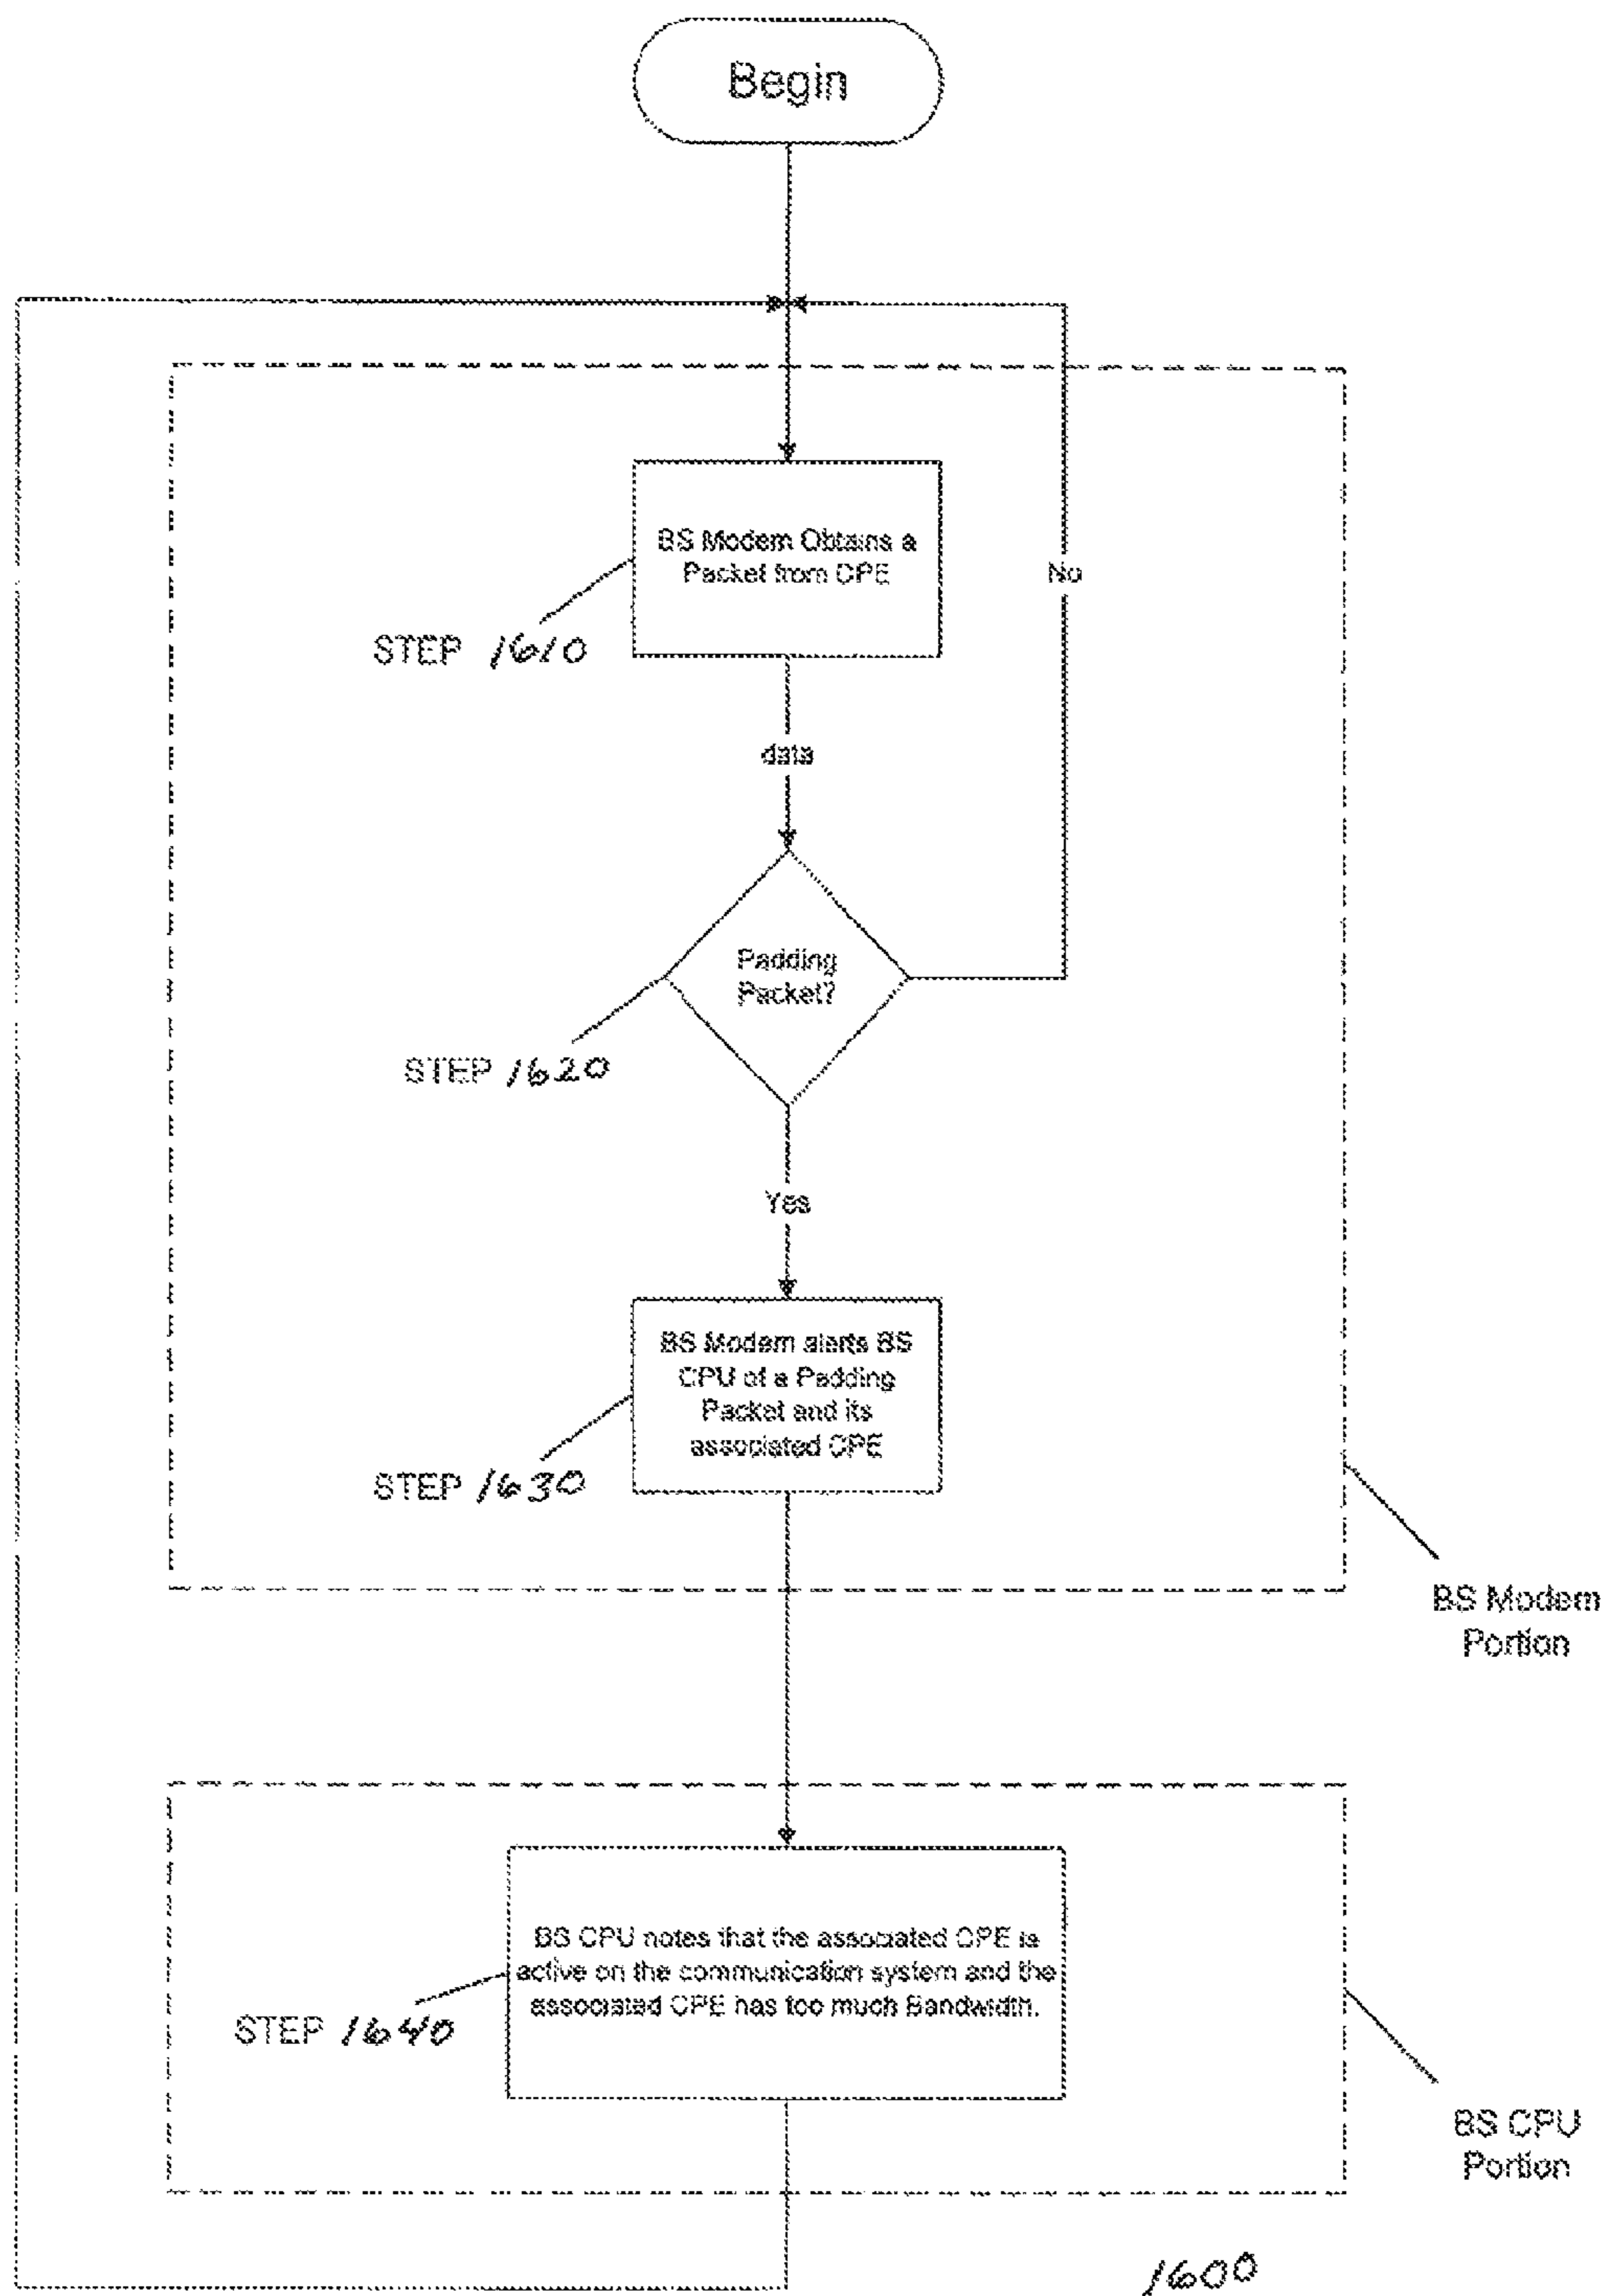 Begin
BS Modem Obtains a
Packet from CPE
No
STEP 1610
data
Padding
Packet?
STEP 1620
Yes
BS Modem alerts BS
CPU of a Padding
Packet and its
associated CPE
STEP 1630
BS Modem
Portion
BS CPU notes that the associated CPE is
active on the communication system and the
associated CPE has too much Bandwidth.
STEP 1640
BS CPU
Portion
1600